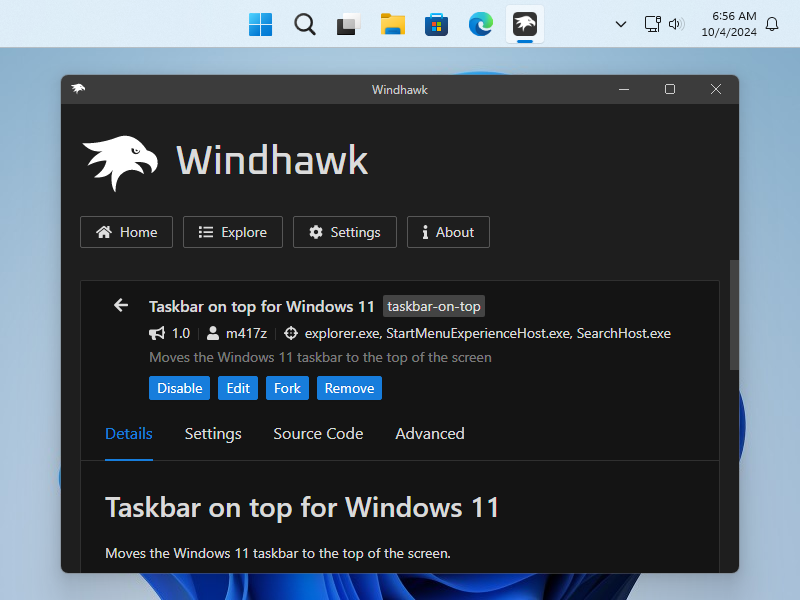 6:56 AM
10/4/2024
Windhawk
Windhawk
Home Explore Settings About
Taskbar on top for Windows 11 taskbar-on-top
1.0 m417z explorer.exe, StartMenuExperienceHost.exe, SearchHost.exe
Moves the Windows 11 taskbar to the top of the screen
Disable Edit Fork Remove
Details Settings Source Code Advanced
Taskbar on top for Windows 11
Moves the Windows 11 taskbar to the top of the screen.